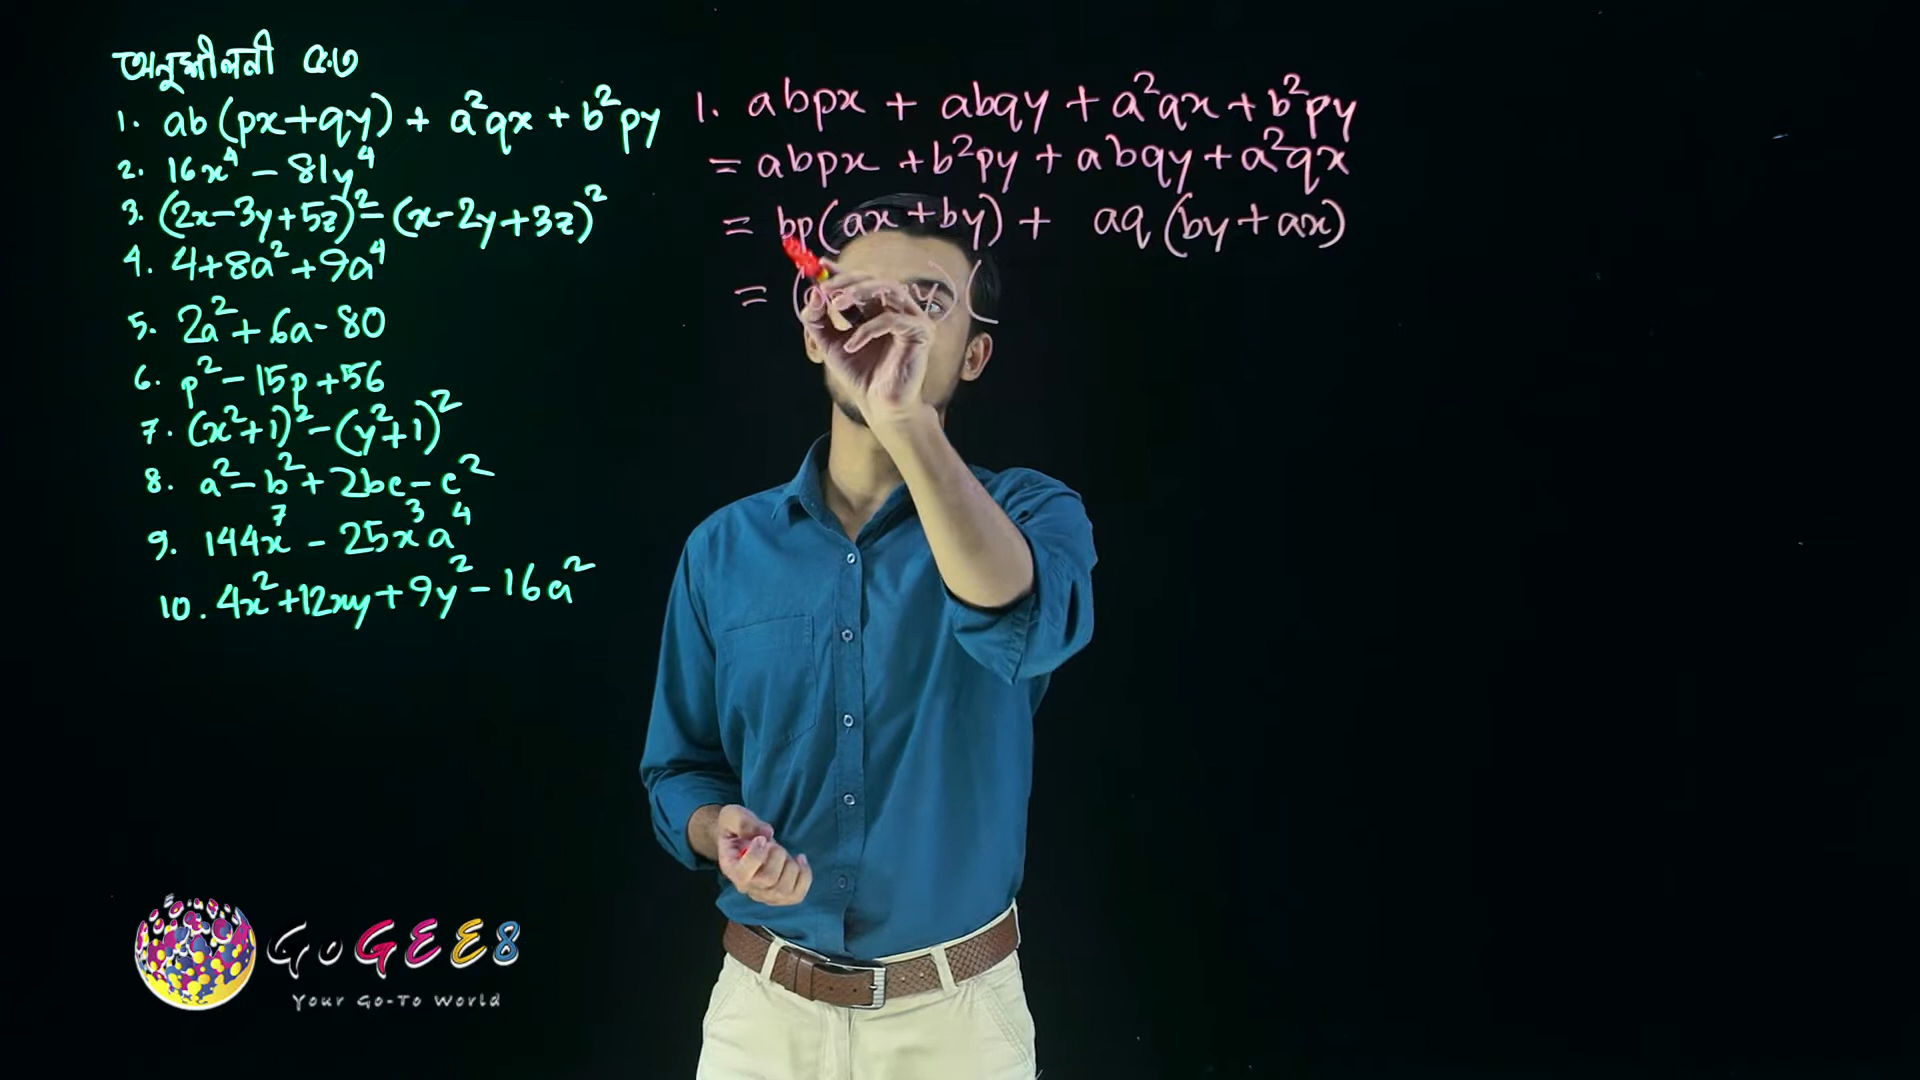 অনুশীলনী ৫.৩
1. ab(px+qy) + a²qx + b²py
2. 16x⁴ – 81y⁴
3. (2x–3y+5z)² – (x–2y+3z)²
4. 4+8a²+9a⁴
5. 2a²+6a–80
6. p²–15p+56
7. (x²+1)²–(y²+1)²
8. a²–b²+2bc–c²
9. 144x⁷ – 25x³a⁴
10. 4x²+12xy+9y²–16a²
1. abpx + abqy + a²qx + b²py
= abpx + b²py + abqy + a²qx
= bp(ax+by) + aq(by+ax)
= (
y)(
GoGEE8
Your Go-To World